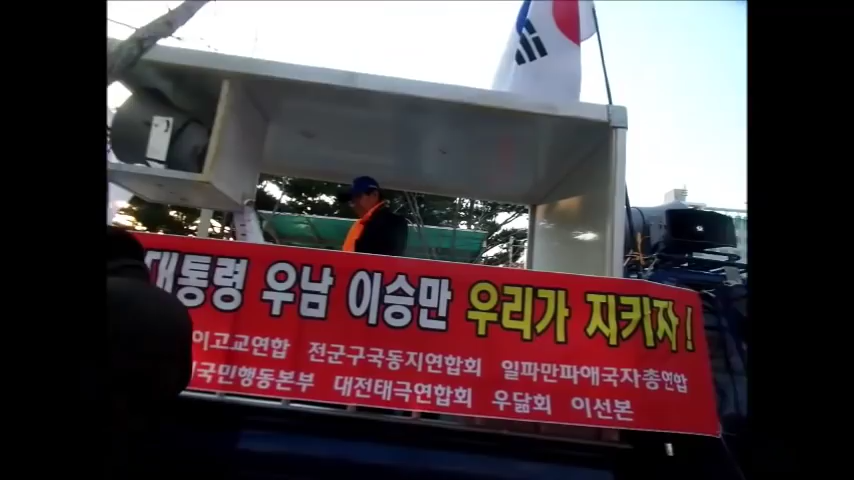 대통령 우남 이승만 우리가 지키자!
이고교연합 전군구국동지연합회 일파만파애국자총연합
국민행동본부 대전태극연합회 우닮회 이선본